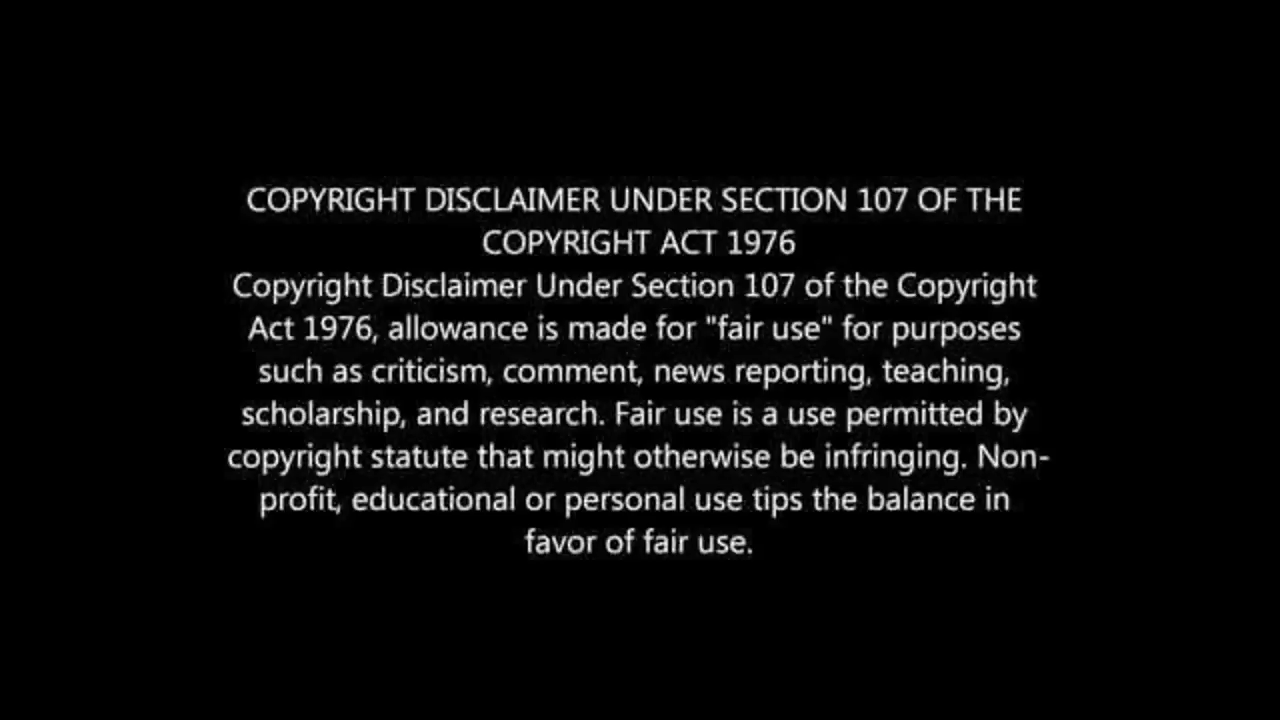 COPYRIGHT DISCLAIMER UNDER SECTION 107 OF THE
COPYRIGHT ACT 1976
Copyright Disclaimer Under Section 107 of the Copyright
Act 1976, allowance is made for "fair use" for purposes
such as criticism, comment, news reporting, teaching,
scholarship, and research. Fair use is a use permitted by
copyright statute that might otherwise be infringing. Non-
profit, educational or personal use tips the balance in
favor of fair use.